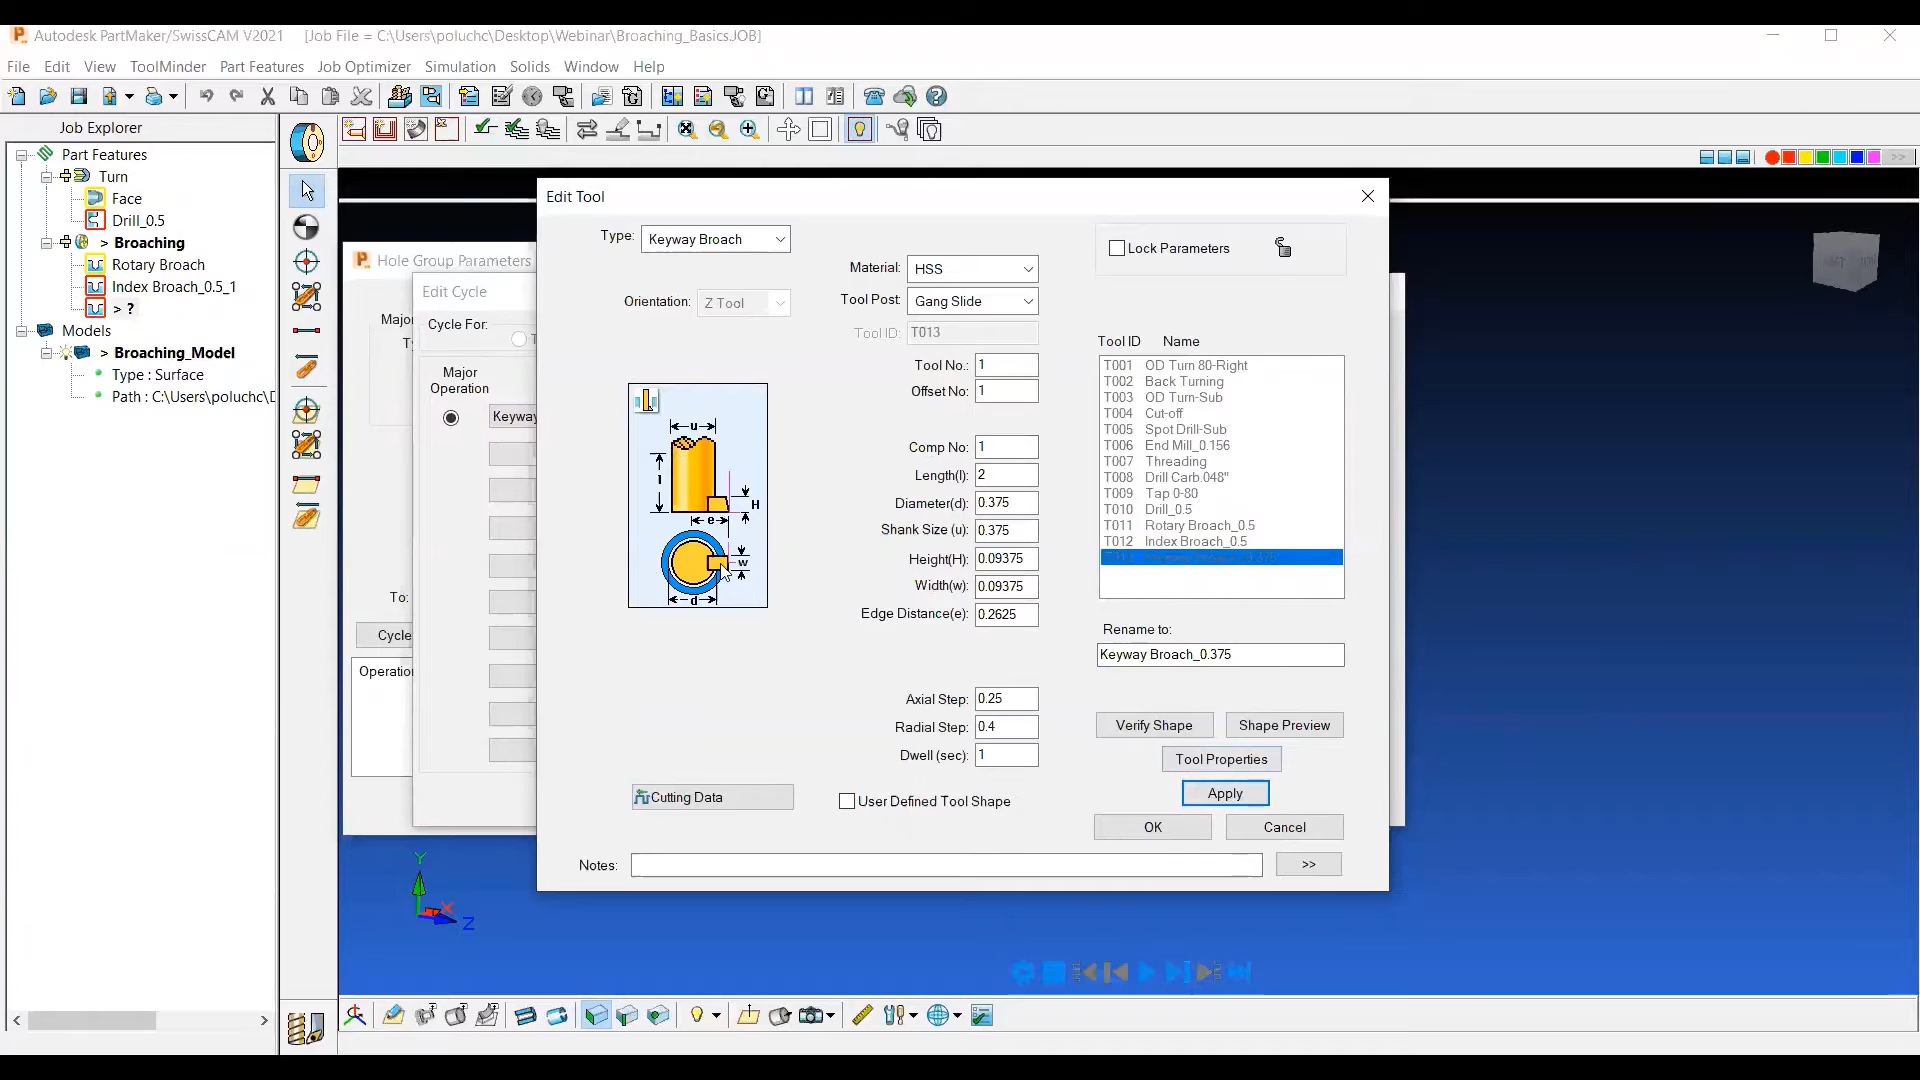 Autodesk PartMaker/SwissCAM V2021 [Job File = C:\Users\poluchc\Desktop\Webinar\Broaching_Basics.JOB]
File Edit View ToolMinder Part Features Job Optimizer Simulation Solids Window Help
Job Explorer
Part Features
Turn
Face
Drill_0.5
> Broaching
Rotary Broach
Index Broach_0.5_1
> ?
Models
> Broaching_Model
Type : Surface
Path : C:\Users\poluchc\D
Hole Group Parameters
Major
To:
Cycle
Operation
Edit Cycle
Cycle For:
Major
Operation
Keyway
Edit Tool
Type: Keyway Broach
Orientation: Z Tool
Material: HSS
Tool Post Gang Slide
Tool ID: T013
Tool No.: 1
Offset No: 1
Comp No: 1
Length(l): 2
Diameter(d): 0.375
Shank Size (u): 0.375
Height(H): 0.09375
Width(w): 0.09375
Edge Distance(e): 0.2625
Axial Step: 0.25
Radial Step: 0.4
Dwell (sec): 1
u
l
H
e
w
d
Cutting Data
User Defined Tool Shape
Notes:
Lock Parameters
Tool ID Name
T001 OD Turn 80-Right
T002 Back Turning
T003 OD Turn-Sub
T004 Cut-off
T005 Spot Drill-Sub
T006 End Mill_0.156
T007 Threading
T008 Drill Carb.048"
T009 Tap 0-80
T010 Drill_0.5
T011 Rotary Broach_0.5
T012 Index Broach_0.5
Rename to:
Keyway Broach_0.375
Verify Shape Shape Preview
Tool Properties
Apply
OK Cancel
>>
>>
Y
X
Z